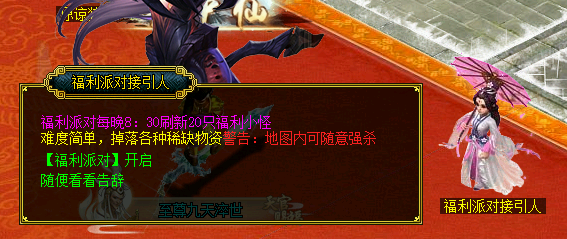 福利派对接引人
福利派对每晚8：30刷新20只福利小怪
难度简单，掉落各种稀缺物资警告：地图内可随意强杀
【福利派对】开启
随便看看告辞
至尊九天淬世
福利派对接引人